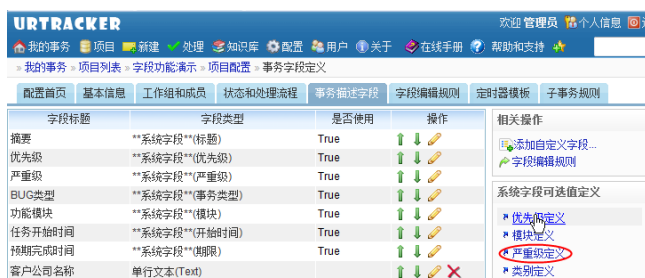 URTRACKER
欢迎 管理员 个人信息
我的事务 项目 新建 处理 知识库 配置 用户 关于 在线手册 帮助和支持
» 我的事务 » 项目列表 » 字段功能演示 » 项目配置 » 事务字段定义
配置首页 基本信息 工作组和成员 状态和处理流程 事务描述字段 字段编辑规则 定时器模板 子事务规则
字段标题 字段类型 是否使用 操作
摘要 **系统字段**(标题) True
优先级 **系统字段**(优先级) True
严重级 **系统字段**(严重级) True
BUG类型 **系统字段**(事务类型) True
功能模块 **系统字段**(模块) True
任务开始时间 **系统字段**(开始时间) True
预期完成时间 **系统字段**(期限) True
客户公司名称 单行文本(Text)
相关操作
添加自定义字段...
字段编辑规则
系统字段可选值定义
优先级定义
模块定义
严重级定义
类别定义